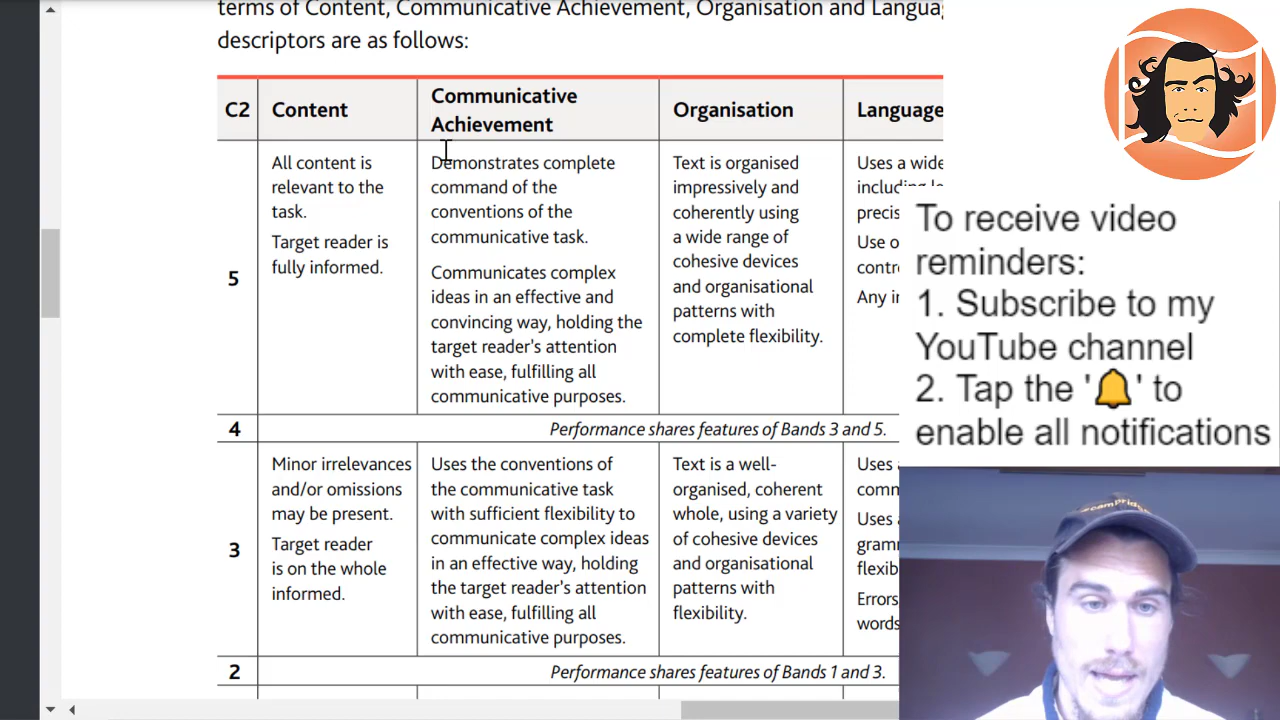 terms of Content, Communicative Achievement, Organisation and
descriptors are as follows:
C2
Content
Communicative
Achievement
Organisation
Language
5
All content is
relevant to the
task.
Target reader is
fully informed.
Demonstrates complete
command of the
conventions of the
communicative task.
Communicates complex
ideas in an effective and
convincing way, holding the
target reader's attention
with ease, fulfilling all
communicative purposes.
Text is organised
impressively and
coherently using
a wide range of
cohesive devices
and organisational
patterns with
complete flexibility.
Uses a wide
Use
Any
4
Performance shares features of Bands 3 and 5.
3
Minor irrelevances
and/or omissions
may be present.
Target reader
is on the whole
informed.
Uses the conventions of
the communicative task
with sufficient flexibility to
communicate complex ideas
in an effective way, holding
the target reader's attention
with ease, fulfilling all
communicative purposes.
Text is a well-
organised, coherent
whole, using a variety
of cohesive devices
and organisational
patterns with
flexibility.
Uses
Uses
Errors
words
2
Performance shares features of Bands 1 and 3.
To receive video
reminders:
1. Subscribe to my
YouTube channel
2. Tap the '🔔' to
enable all notifications